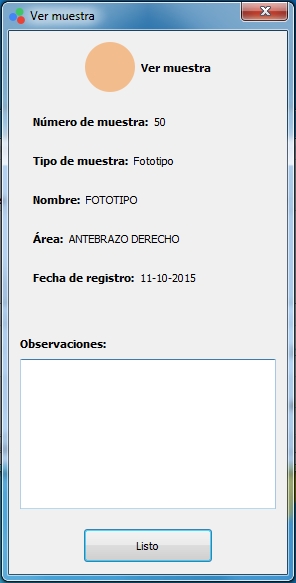 Ver muestra
Ver muestra
Número de muestra: 50
Tipo de muestra: Fototipo
Nombre: FOTOTIPO
Área: ANTEBRAZO DERECHO
Fecha de registro: 11-10-2015
Observaciones:
Listo